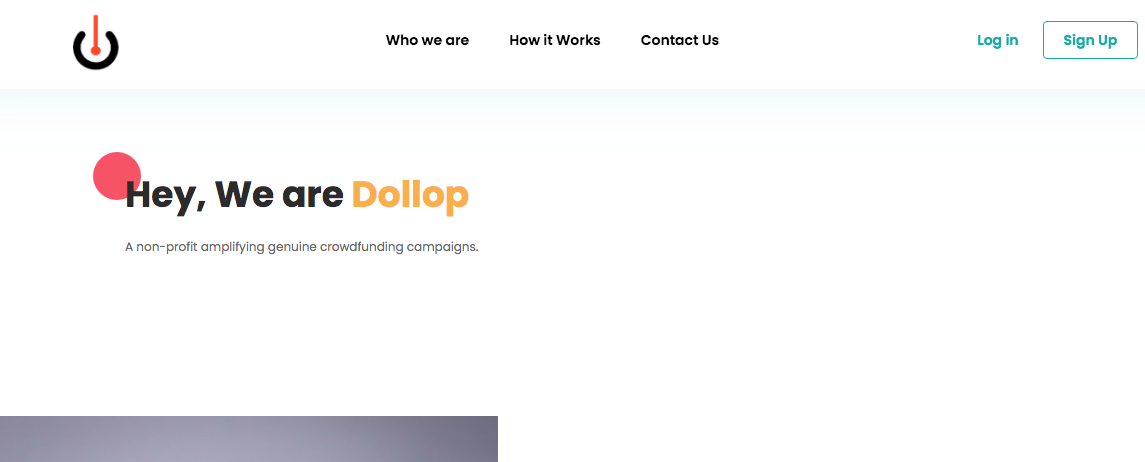 Who we are How it Works Contact Us Log in Sign Up
Hey, We are Dollop
A non-profit amplifying genuine crowdfunding campaigns.